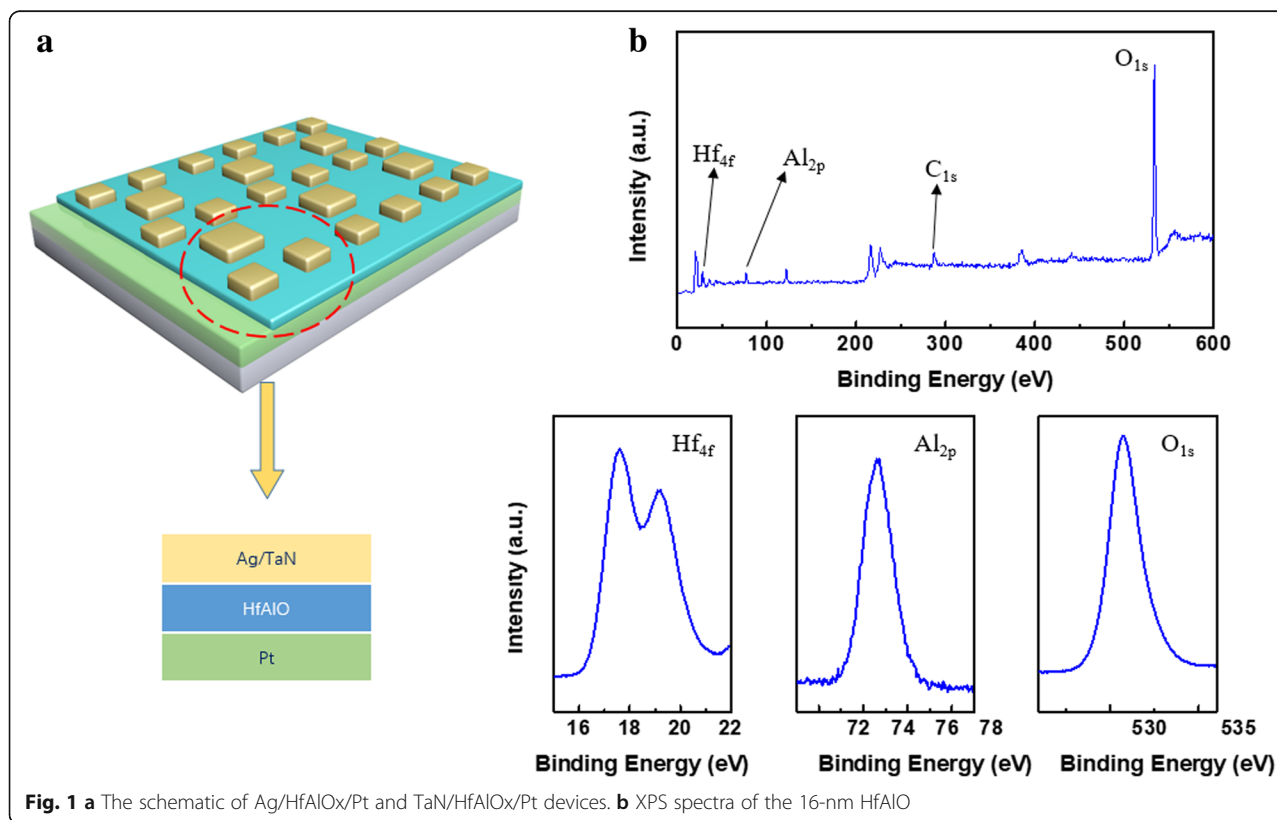 a
Ag/TaN
HfAlO
Pt
b
Intensity (a.u.)
Hf4f
Al2p
C1s
O1s
0 100 200 300 400 500 600
Binding Energy (eV)
Intensity (a.u.)
Hf4f
16 18 20 22
Binding Energy (eV)
Al2p
72 74 76 78
Binding Energy (eV)
O1s
530 535
Binding Energy (eV)
Fig. 1 a The schematic of Ag/HfAlOx/Pt and TaN/HfAlOx/Pt devices. b XPS spectra of the 16-nm HfAlO